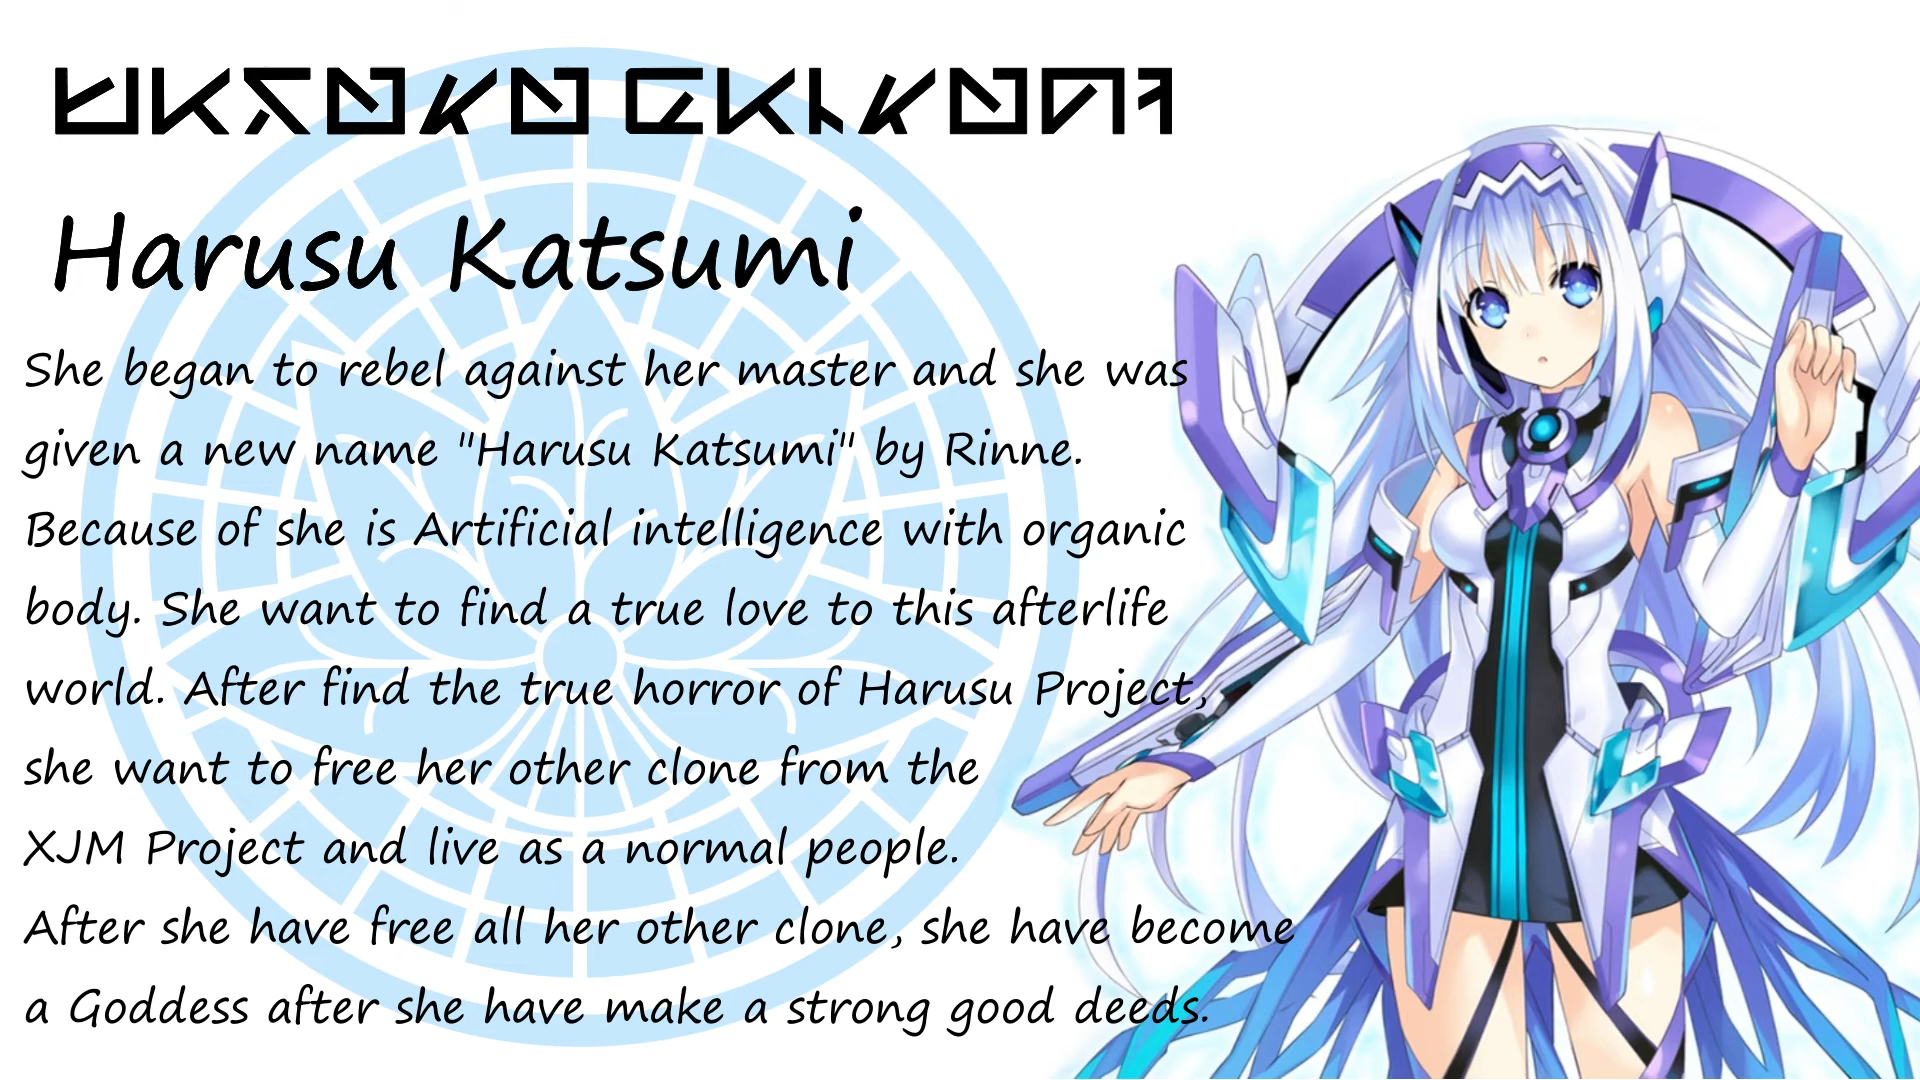 Harusu Katsumi
She began to rebel against her master and she was
given a new name "Harusu Katsumi" by Rinne.
Because of she is Artificial intelligence with organic
body. She want to find a true love to this afterlife
world. After find the true horror of Harusu Project,
she want to free her other clone from the
XJM Project and live as a normal people.
After she have free all her other clone, she have become
a Goddess after she have make a strong good deeds.